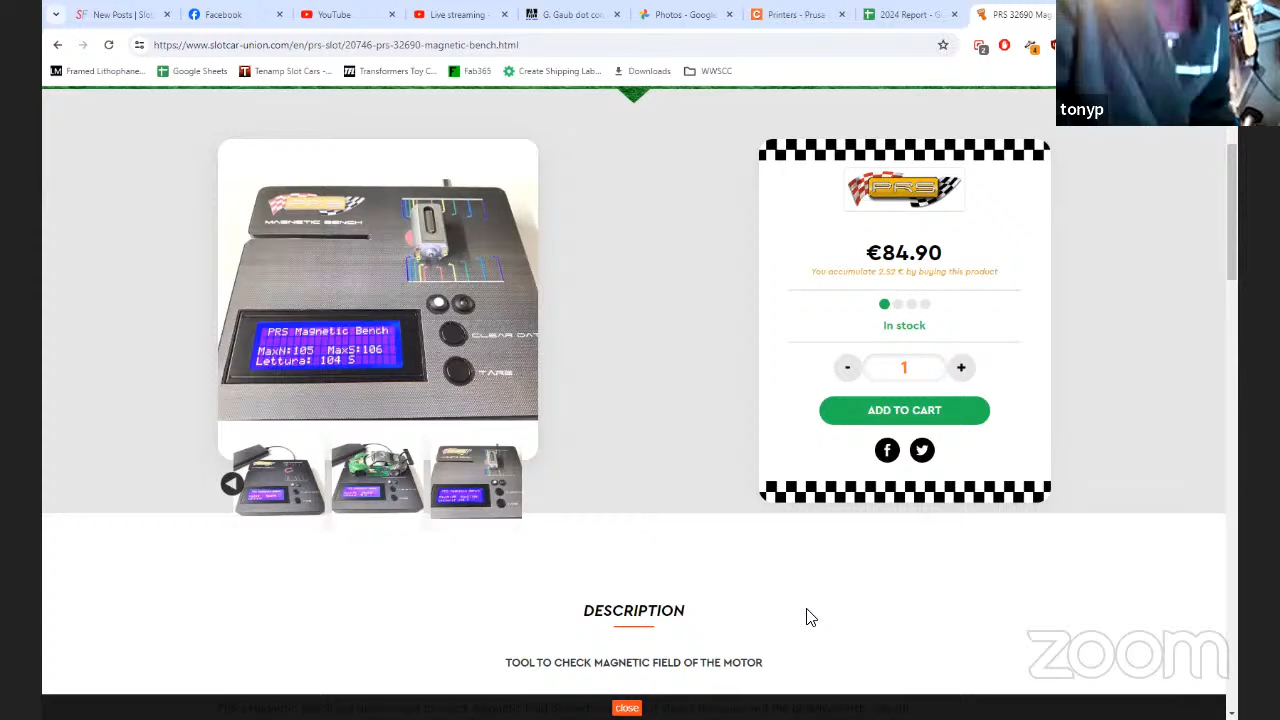 New Posts | Slot
Facebook
YouTube
Live streaming -
G. Gaub dot con
Photos - Google
Printers - Prusa
2024 Report - G
PRS 32690 Mag
https://www.slotcar-union.com/en/prs-slot/20746-prs-32690-magnetic-bench.html
2
4
Framed Lithophane...
Google Sheets
Tenamp Slot Cars -...
Transformers Toy C...
Fab365
Create Shipping Lab...
Downloads
WWSCC
tonyp
PRS
MAGNETIC BENCH
PRS Magnetic Bench
MaxN:105 MaxS:106
Lettura: 104 S
CLEAR DAT
TARE
PRS
€84.90
You accumulate 2.52 € by buying this product
In stock
- 1 +
ADD TO CART
DESCRIPTION
TOOL TO CHECK MAGNETIC FIELD OF THE MOTOR
close
zoom